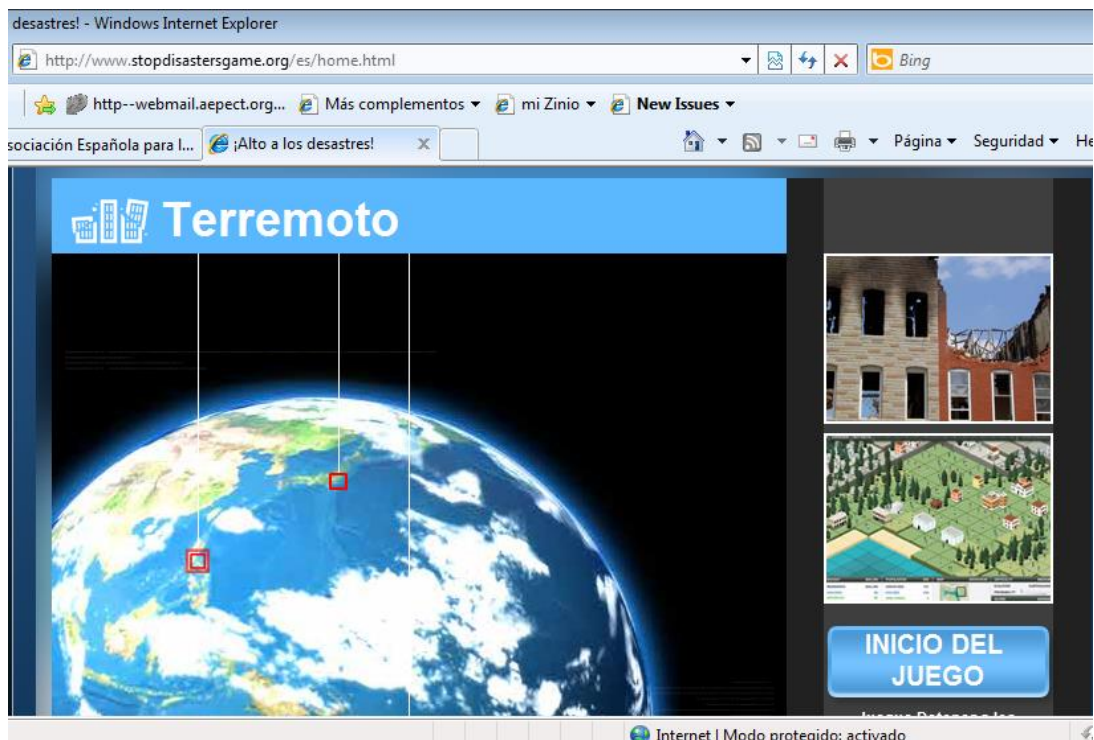 desastres! - Windows Internet Explorer
http://www.stopdisastersgame.org/es/home.html
Bing
http--webmail.aepect.org... Más complementos mi Zinio New Issues
sociación Española para l... ¡Alto a los desastres! x Página Seguridad He
Terremoto
INICIO DEL
JUEGO
Internet | Modo protegido: activado